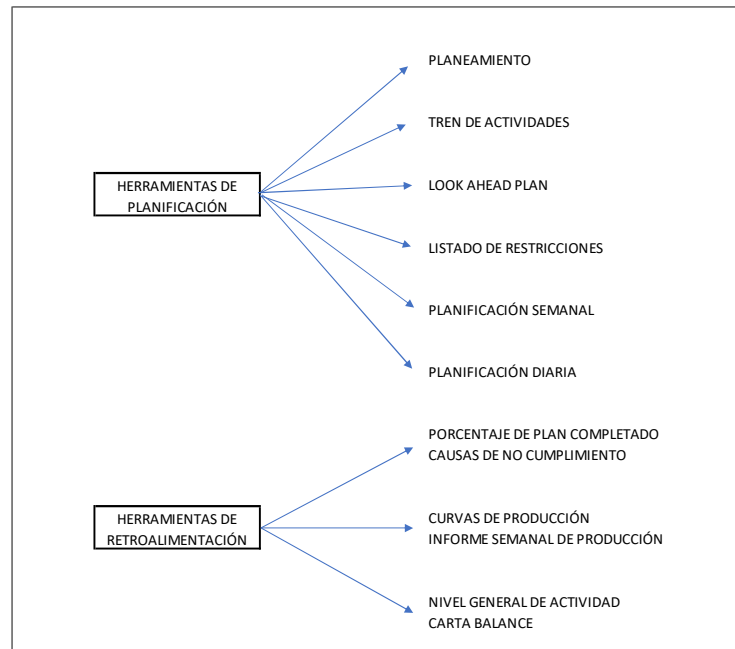 PLANEAMIENTO
TREN DE ACTIVIDADES
HERRAMIENTAS DE
PLANIFICACIÓN
LOOK AHEAD PLAN
LISTADO DE RESTRICCIONES
PLANIFICACIÓN SEMANAL
PLANIFICACIÓN DIARIA
PORCENTAJE DE PLAN COMPLETADO
CAUSAS DE NO CUMPLIMIENTO
HERRAMIENTAS DE
RETROALIMENTACIÓN
CURVAS DE PRODUCCIÓN
INFORME SEMANAL DE PRODUCCIÓN
NIVEL GENERAL DE ACTIVIDAD
CARTA BALANCE